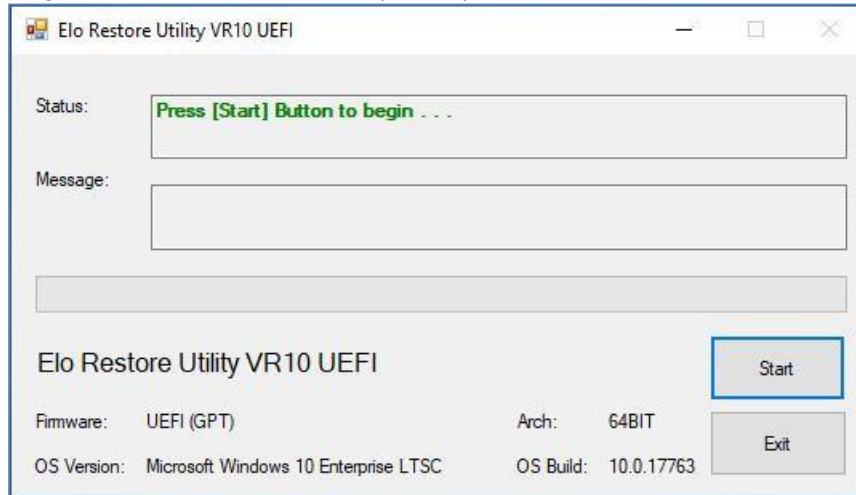 Elo Restore Utility VR10 UEFI
Status:
Press [Start] Button to begin . . .
Message:
Elo Restore Utility VR10 UEFI
Start
Firmware: UEFI (GPT) Arch: 64BIT
Exit
OS Version: Microsoft Windows 10 Enterprise LTSC OS Build: 10.0.17763